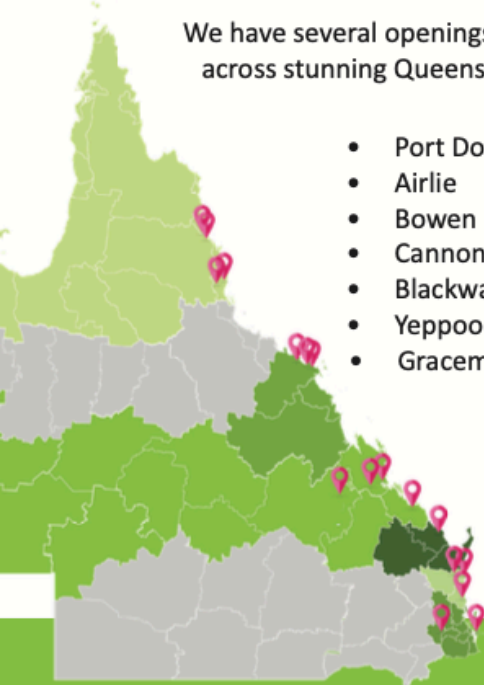 We have several openings
across stunning Queens
• Port Do
• Airlie
• Bowen
• Cannon
• Blackwa
• Yeppoo
• Gracem